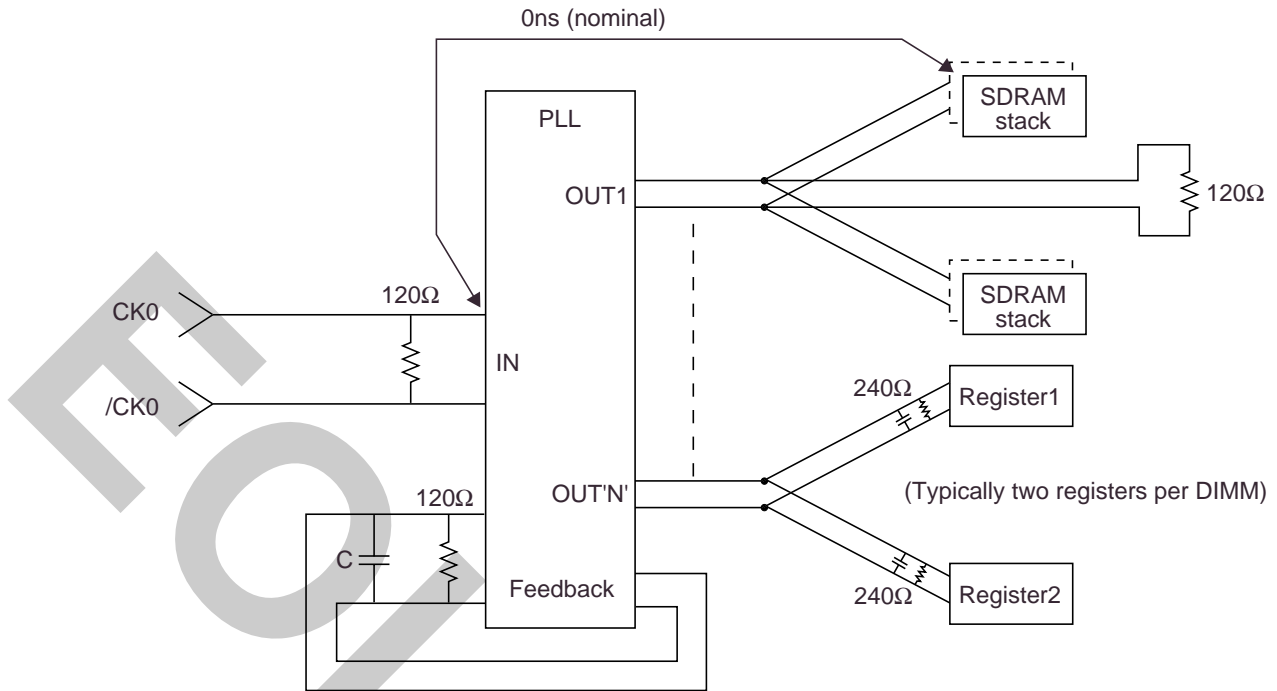 0ns (nominal)
PLL
SDRAM
stack
OUT1
120Ω
120Ω
CK0
IN
/CK0
SDRAM
stack
240Ω
Register1
120Ω
OUT'N'
(Typically two registers per DIMM)
C
Feedback
240Ω
Register2